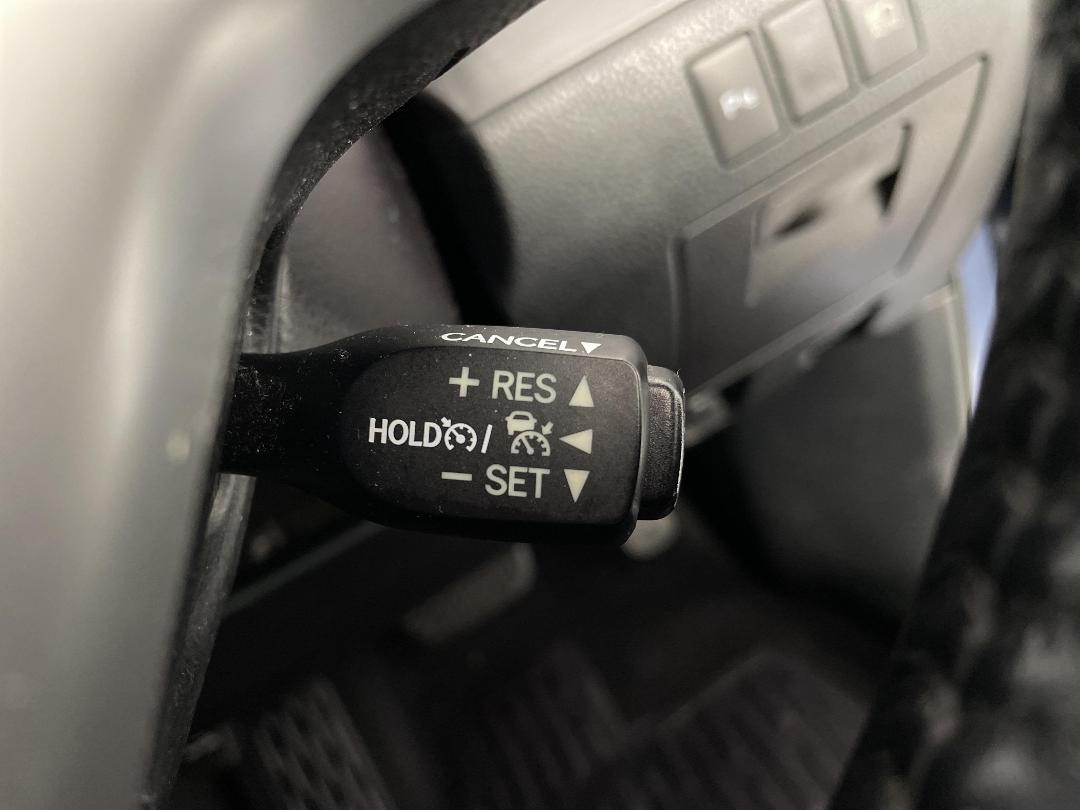 CANCEL▼
+ RES ▲
HOLD / ◀
− SET ▼